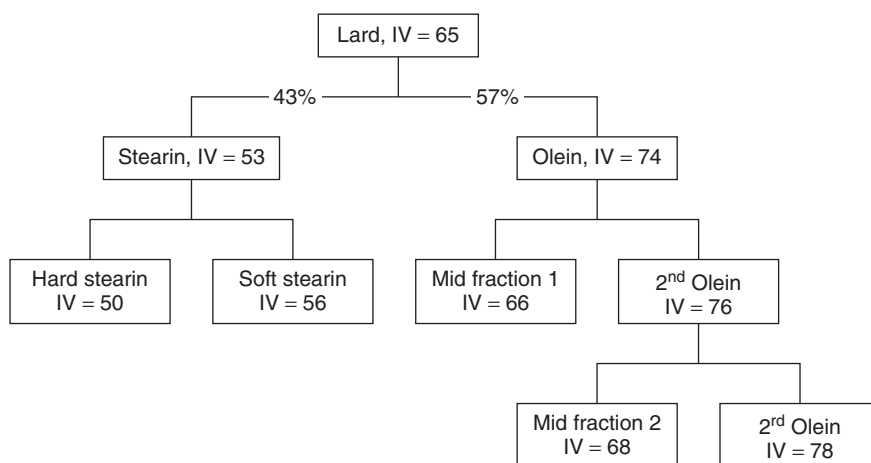 Lard, IV = 65
43%
57%
Stearin, IV = 53
Olein, IV = 74
Hard stearin
IV = 50
Soft stearin
IV = 56
Mid fraction 1
IV = 66
2nd Olein
IV = 76
Mid fraction 2
IV = 68
2rd Olein
IV = 78